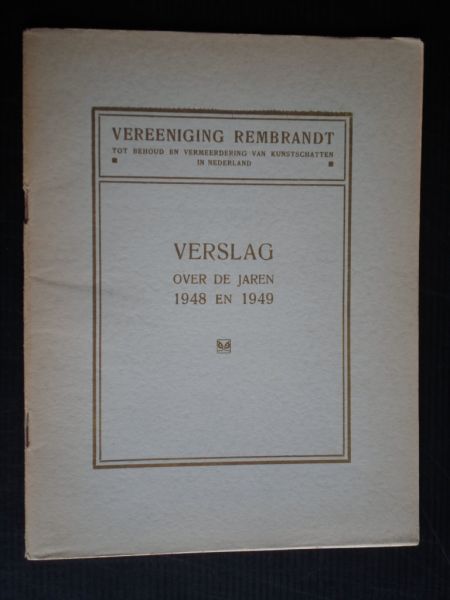 VEREENIGING REMBRANDT
TOT BEHOUD EN VERMEERDERING VAN KUNSTSCHATTEN
IN NEDERLAND
VERSLAG
OVER DE JAREN
1948 EN 1949